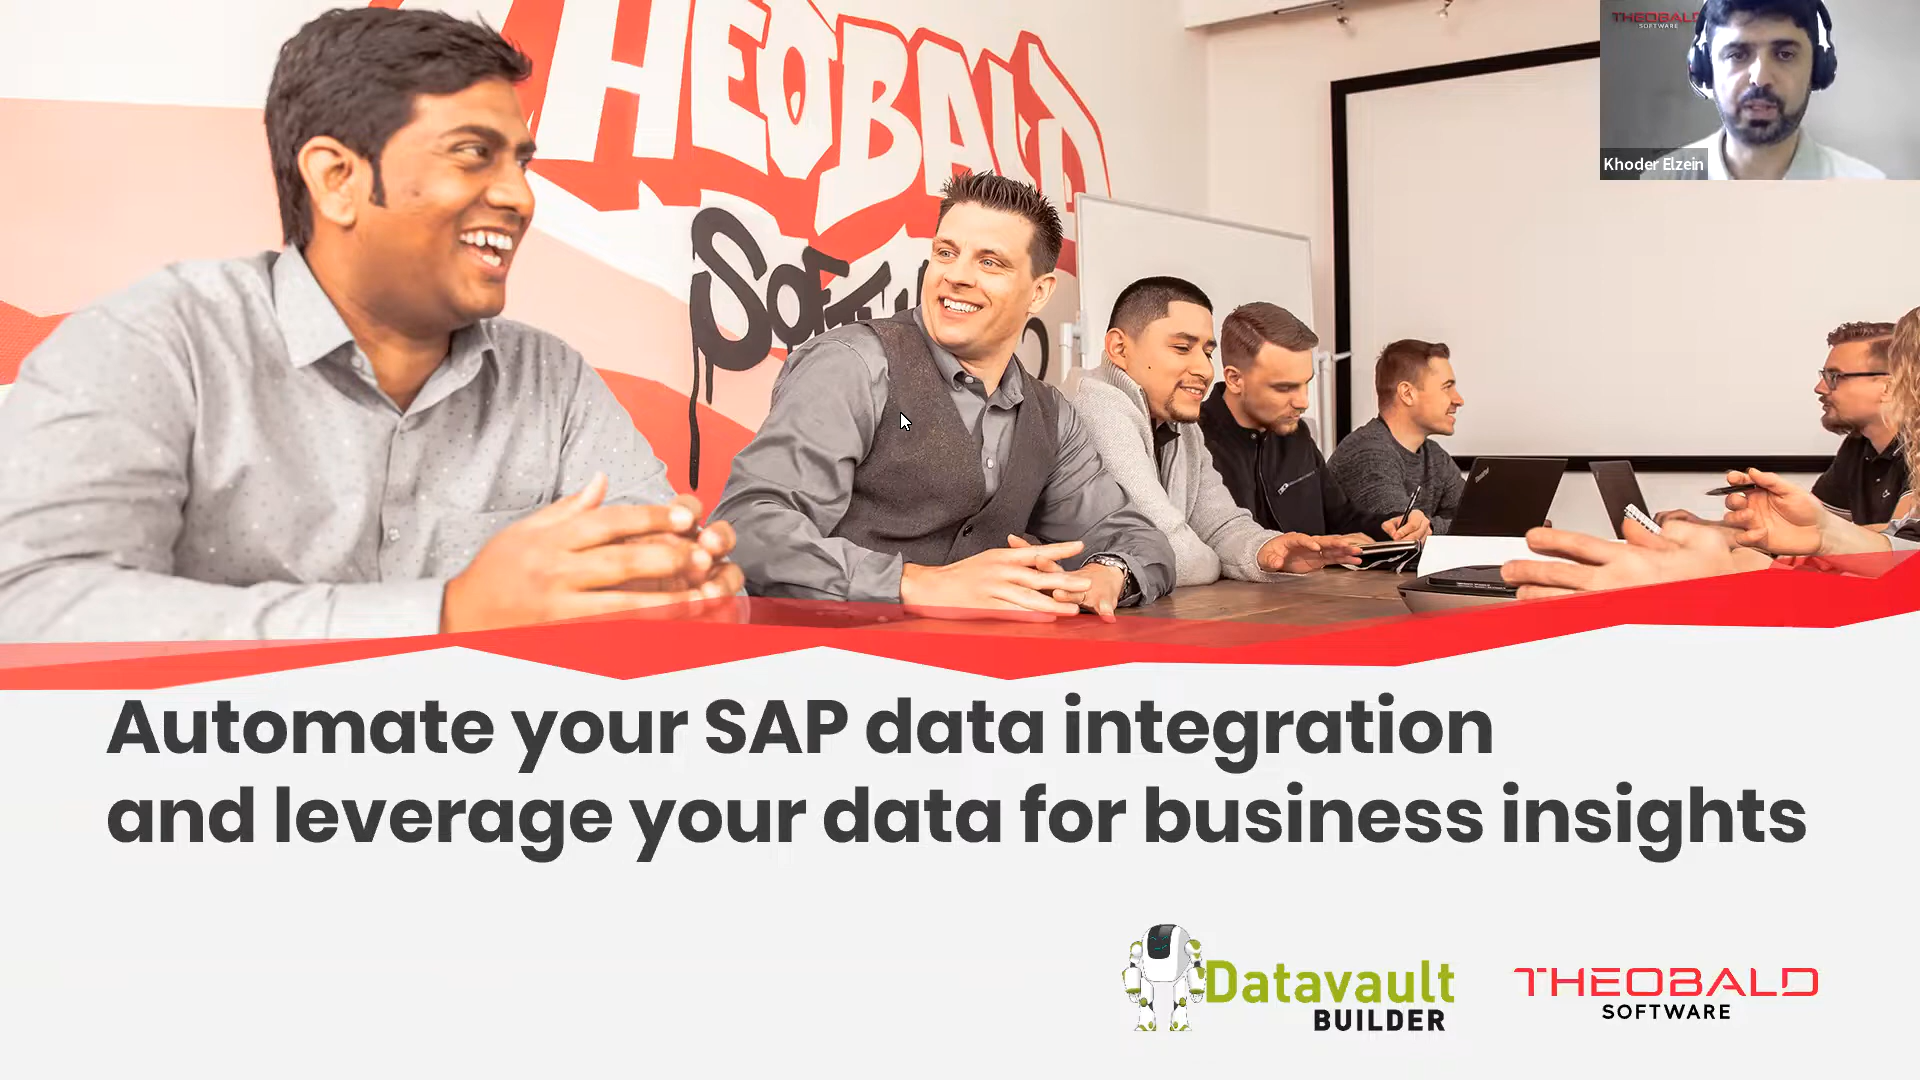 THEOBALD
SOFTWARE
THEOBALD
SOFTWARE
Khoder Elzein
Automate your SAP data integration
and leverage your data for business insights
Datavault
BUILDER
THEOBALD
SOFTWARE